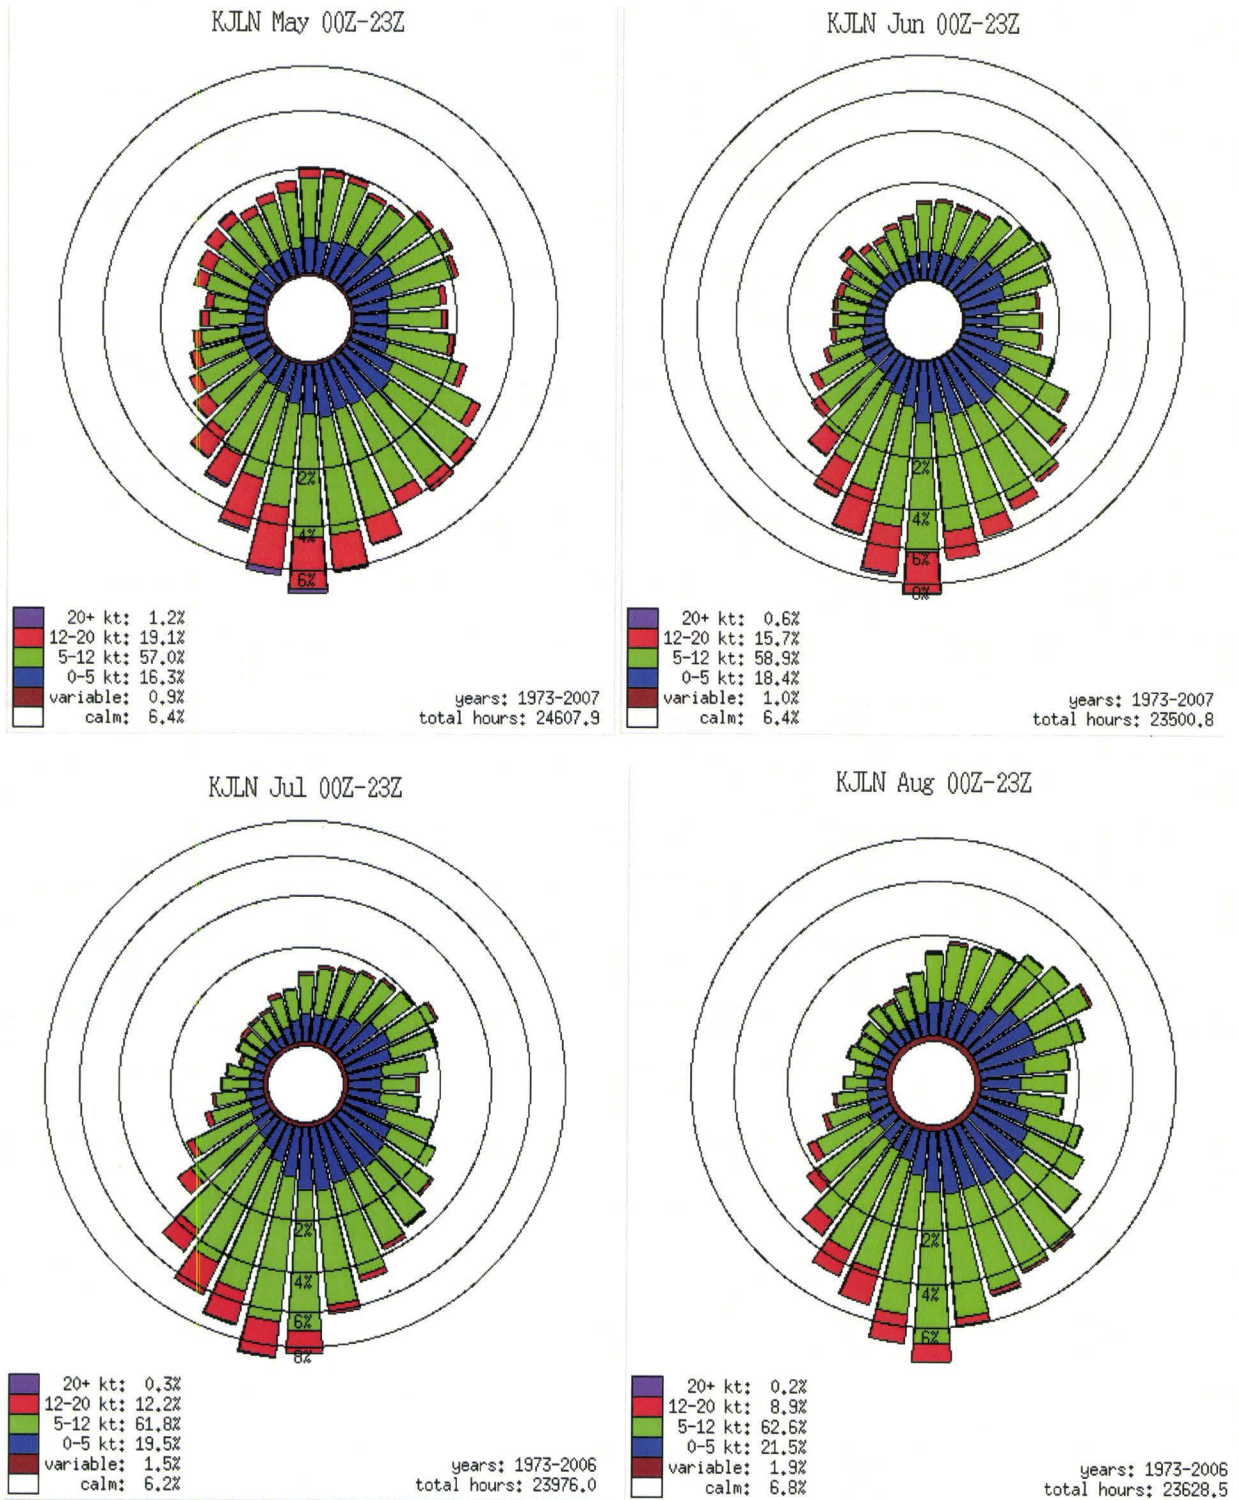 KJLN May 00Z-23Z
2%
4%
6%
20+ kt: 1.2%
12-20 kt: 19.1%
5-12 kt: 57.0%
0-5 kt: 16.3%
variable: 0.9%
calm: 6.4%
years: 1973-2007
total hours: 24607.9
KJLN Jun 00Z-23Z
2%
4%
6%
8%
20+ kt: 0.6%
12-20 kt: 15.7%
5-12 kt: 58.9%
0-5 kt: 18.4%
variable: 1.0%
calm: 6.4%
years: 1973-2007
total hours: 23500.8
KJLN Jul 00Z-23Z
2%
4%
6%
8%
20+ kt: 0.3%
12-20 kt: 12.2%
5-12 kt: 61.8%
0-5 kt: 19.5%
variable: 1.5%
calm: 6.2%
years: 1973-2006
total hours: 23976.0
KJLN Aug 00Z-23Z
2%
4%
6%
20+ kt: 0.2%
12-20 kt: 8.9%
5-12 kt: 62.6%
0-5 kt: 21.5%
variable: 1.9%
calm: 6.8%
years: 1973-2006
total hours: 23628.5